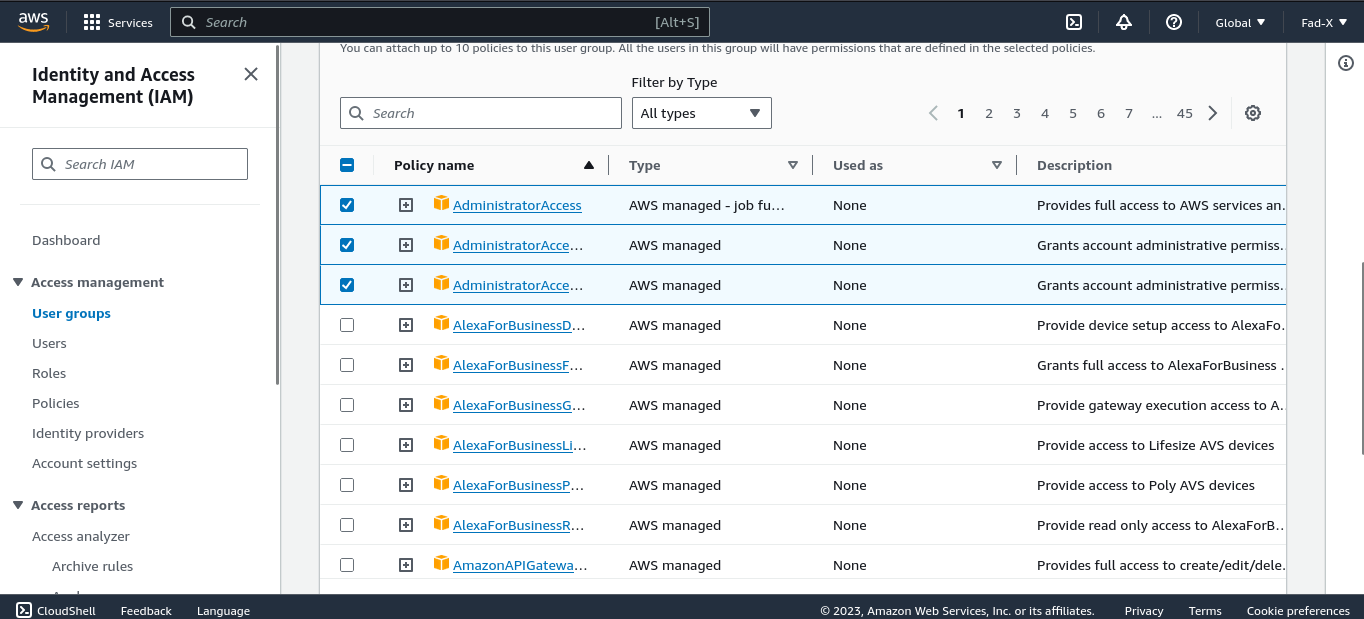 aws
Services
Search
[Alt+S]
Global
Fad-X
Identity and Access
Management (IAM)
Search IAM
Dashboard
Access management
User groups
Users
Roles
Policies
Identity providers
Account settings
Access reports
Access analyzer
Archive rules
You can attach up to 10 policies to this user group. All the users in this group will have permissions that are defined in the selected policies.
Filter by Type
Search
All types
1 2 3 4 5 6 7 ... 45
Policy name Type Used as Description
AdministratorAccess AWS managed - job fu... None Provides full access to AWS services an...
AdministratorAcce... AWS managed None Grants account administrative permiss...
AdministratorAcce... AWS managed None Grants account administrative permiss...
AlexaForBusinessD... AWS managed None Provide device setup access to AlexaFo...
AlexaForBusinessF... AWS managed None Grants full access to AlexaForBusiness ...
AlexaForBusinessG... AWS managed None Provide gateway execution access to A...
AlexaForBusinessLi... AWS managed None Provide access to Lifesize AVS devices
AlexaForBusinessP... AWS managed None Provide access to Poly AVS devices
AlexaForBusinessR... AWS managed None Provide read only access to AlexaForB...
AmazonAPIGatewa... AWS managed None Provides full access to create/edit/dele...
CloudShell
Feedback
Language
© 2023, Amazon Web Services, Inc. or its affiliates.
Privacy
Terms
Cookie preferences